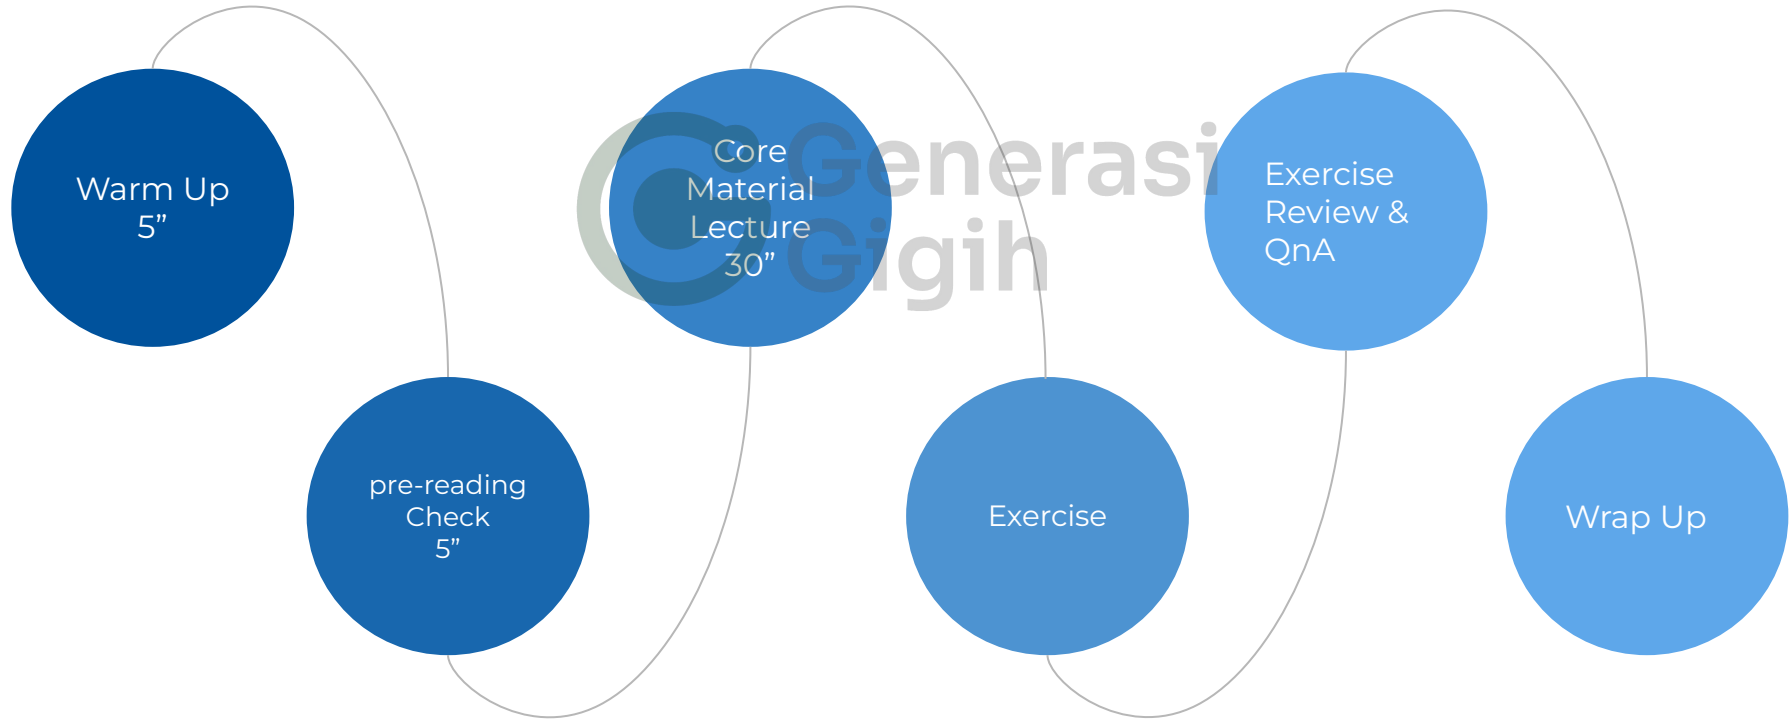 Warm Up
5”
pre-reading
Check
5”
Core
Material
Lecture
30”
Exercise
Exercise
Review &
QnA
Wrap Up
Generasi
Gigih